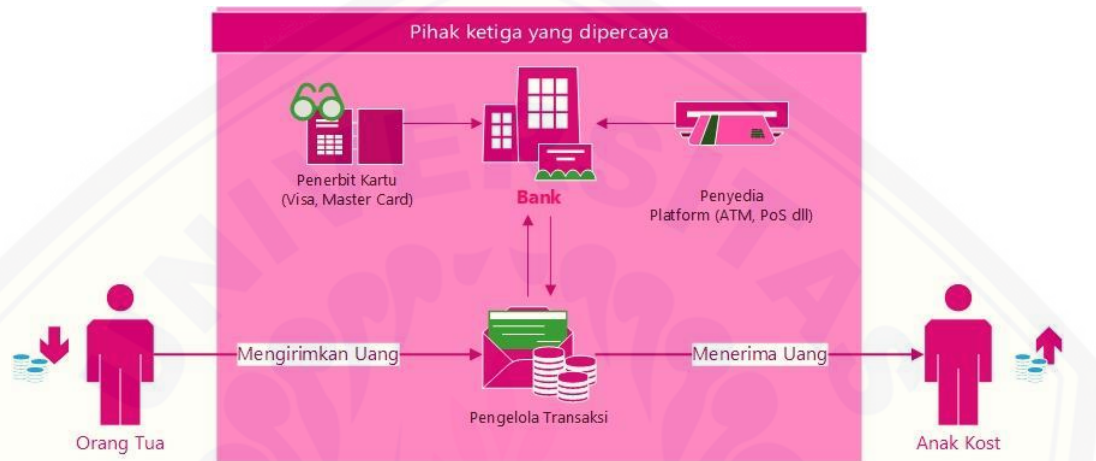 Pihak ketiga yang dipercaya
Penerbit Kartu
(Visa, Master Card)
Bank
Penyedia
Platform (ATM, PoS dll)
Mengirimkan Uang
Menerima Uang
Pengelola Transaksi
Orang Tua
Anak Kost
UNIVERSITAS